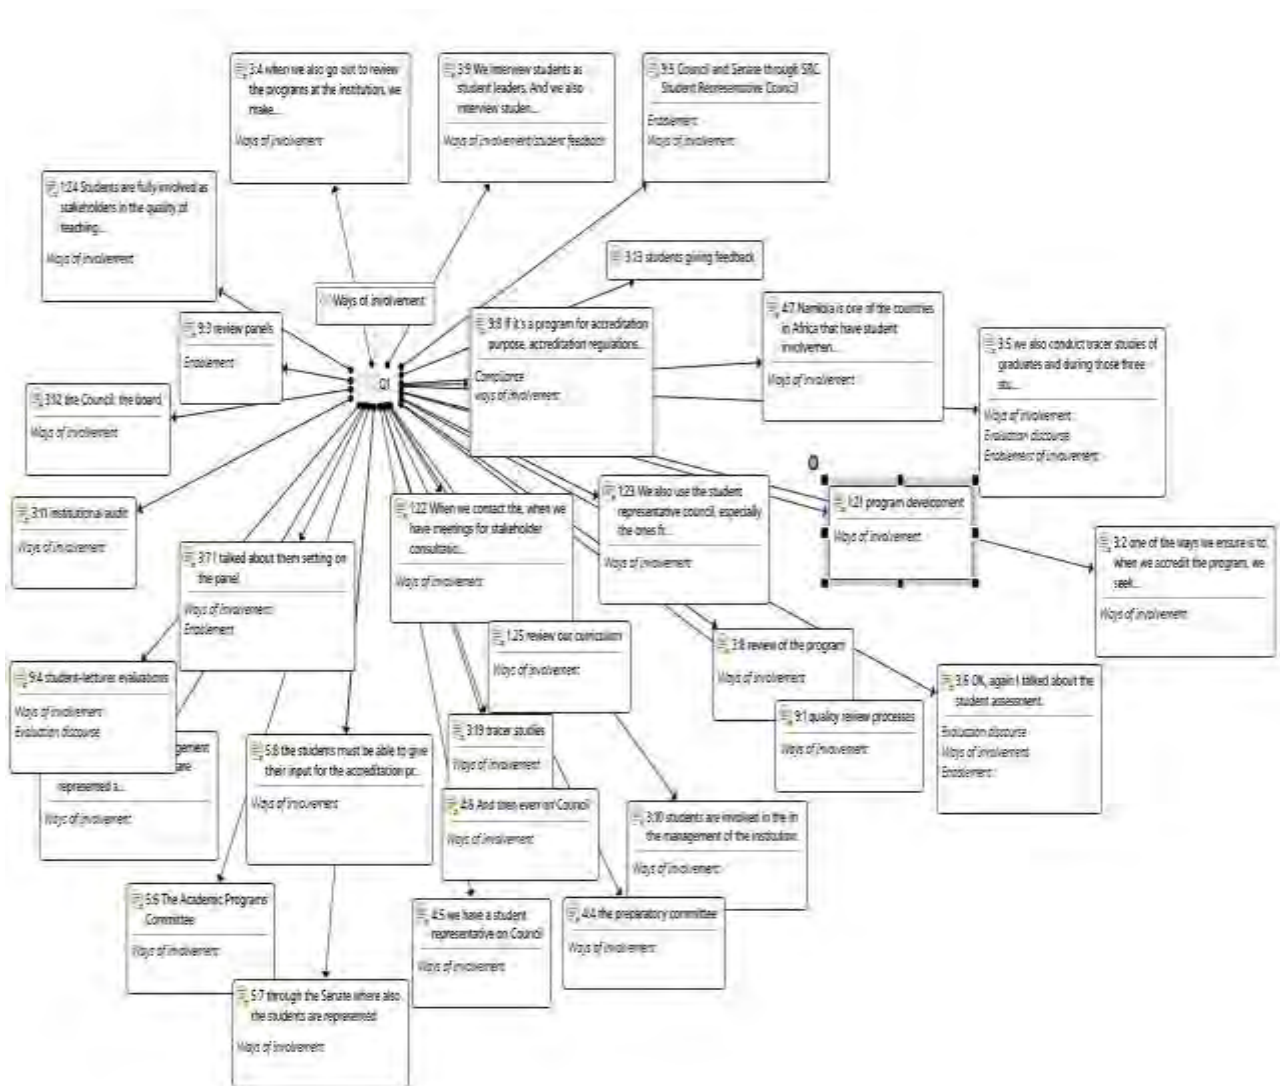 3:4 when we also go out to review
the programs at the institution, we
make...
Ways of involvement
3:9 We interview students as
student leaders. And we also
interview studen...
Ways of involvement/student feedback
9:5 Council and Senate through SRC
Student Representative Council
Enablement
Ways of involvement
1:24 Students are fully involved as
stakeholders in the quality of
teaching...
Ways of involvement
3:13 students giving feedback
Ways of involvement
9:3 review panels
Enablement
If it's a program for accreditation
purpose, accreditation regulations...
Compliance
ways of involvement
4:7 Namibia is one of the countries
in Africa that have student
involvemen...
Ways of involvement
3:5 we also conduct tracer studies of
graduates and during those three
stu...
Ways of involvement
Evaluation discourse
Enablement of involvement
3:12 the Council: the board,
Ways of involvement
3:11 institutional audit
Ways of involvement
3:7 I talked about them setting on
the panel
Ways of involvement
Enablement
1:22 When we contact the, when we
have meetings for stakeholder
consultatio...
Ways of involvement
1:23 We also use the student
representative council, especially
the ones fr...
Ways of involvement
0
1:21 program development
Ways of involvement
3:2 one of the ways we ensure is to
when we accredit the program, we
seek...
Ways of involvement
1:25 review our curriculum
Ways of involvement
3:8 review of the program
Ways of involvement
9:4 student-lectures evaluations
Ways of involvement
Evaluation discourse
3:6 OK, again I talked about the
student assessment.
Evaluation discourse
Ways of involvement
Enablement
9:1 quality review processes
Ways of involvement
3:19 tracer studies
Ways of involvement
gement
are
represented a...
Ways of involvement
5:8 the students must be able to give
their input for the accreditation pr...
Ways of involvement
4:6 And then even on Council
Ways of involvement
3:10 students are involved in the in
the management of the institution.
Ways of involvement
5:6 The Academic Programs
Committee
Ways of involvement
4:5 we have a student
representative on Council
Ways of involvement
4:4 the preparatory committee
Ways of involvement
5:7 through the Senate where also
the students are represented
Ways of involvement